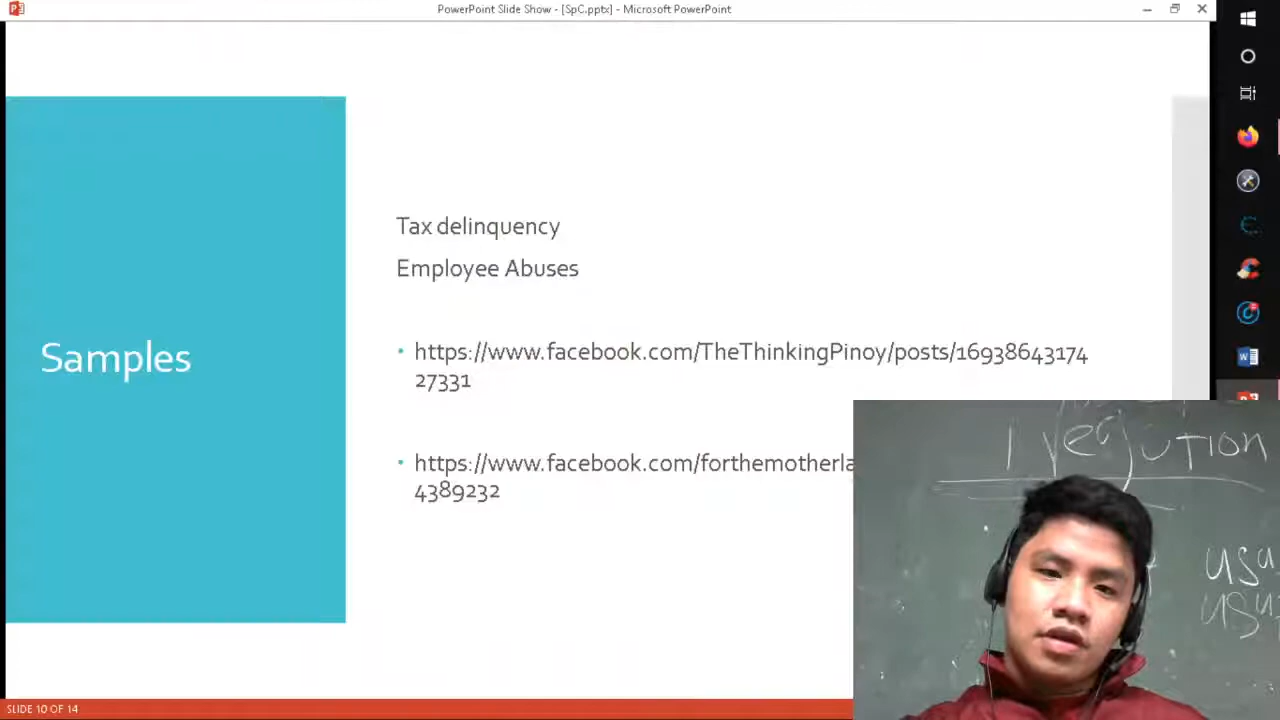 PowerPoint Slide Show - [SpC.pptx] - Microsoft PowerPoint
Samples
Tax delinquency
Employee Abuses
• https://www.facebook.com/TheThinkingPinoy/posts/16938643174
27331
• https://www.facebook.com/forthemotherla
4389232
SLIDE 10 OF 14